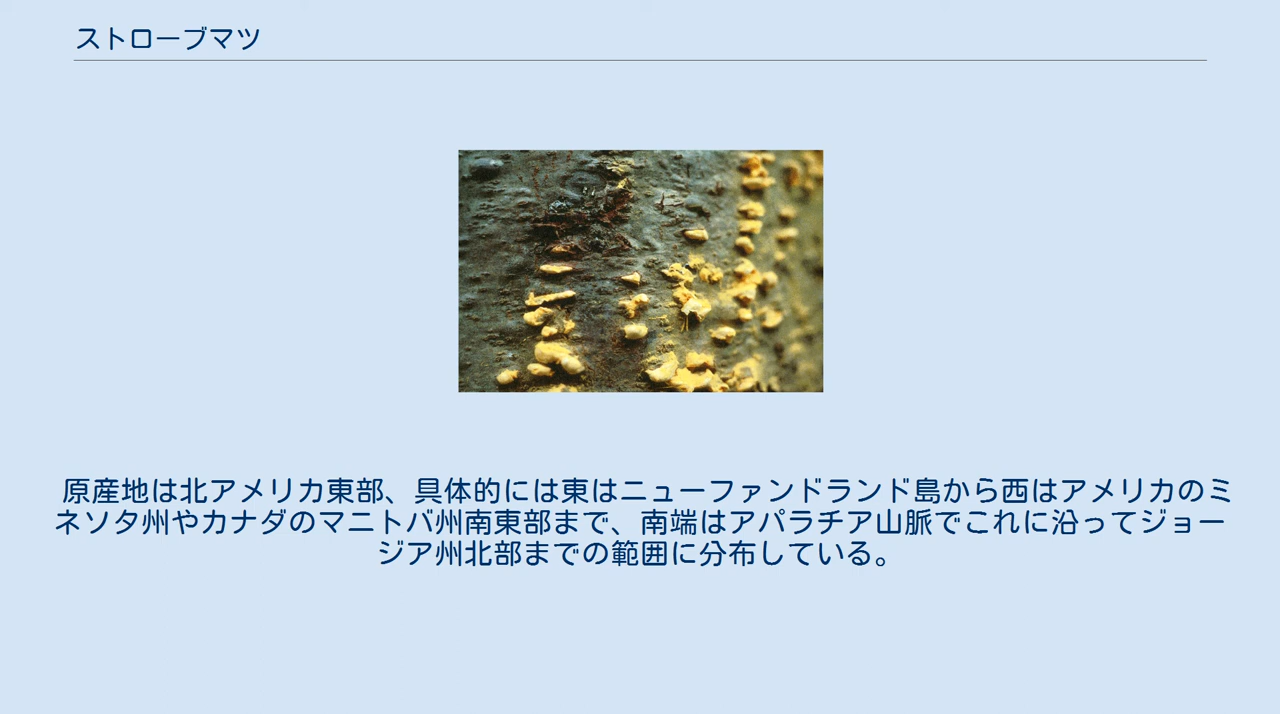 ストローブマツ
原産地は北アメリカ東部、具体的には東はニューファンドランド島から西はアメリカのミ
ネソタ州やカナダのマニトバ州南東部まで、南端はアパラチア山脈でこれに沿ってジョー
ジア州北部までの範囲に分布している。